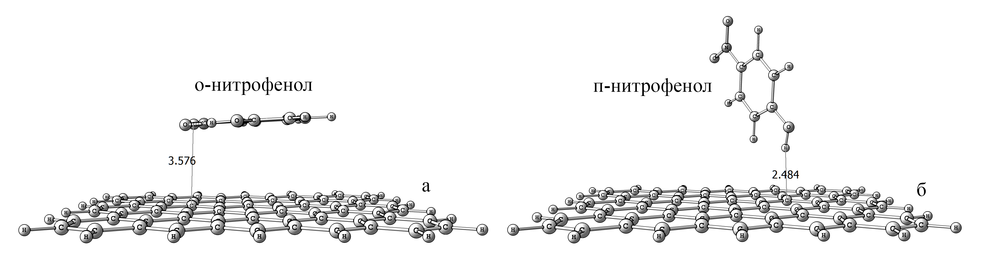 о-нитрофенол
3.576
а
п-нитрофенол
2.484
б